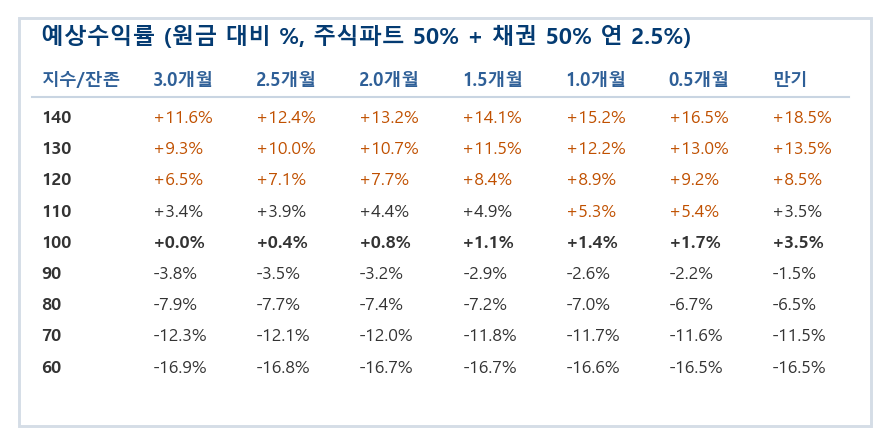 예상수익률 (원금 대비 %, 주식파트 50% + 채권 50% 연 2.5%)
지수/잔존 3.0개월 2.5개월 2.0개월 1.5개월 1.0개월 0.5개월 만기
140 +11.6% +12.4% +13.2% +14.1% +15.2% +16.5% +18.5%
130 +9.3% +10.0% +10.7% +11.5% +12.2% +13.0% +13.5%
120 +6.5% +7.1% +7.7% +8.4% +8.9% +9.2% +8.5%
110 +3.4% +3.9% +4.4% +4.9% +5.3% +5.4% +3.5%
100 +0.0% +0.4% +0.8% +1.1% +1.4% +1.7% +3.5%
90 -3.8% -3.5% -3.2% -2.9% -2.6% -2.2% -1.5%
80 -7.9% -7.7% -7.4% -7.2% -7.0% -6.7% -6.5%
70 -12.3% -12.1% -12.0% -11.8% -11.7% -11.6% -11.5%
60 -16.9% -16.8% -16.7% -16.7% -16.6% -16.5% -16.5%